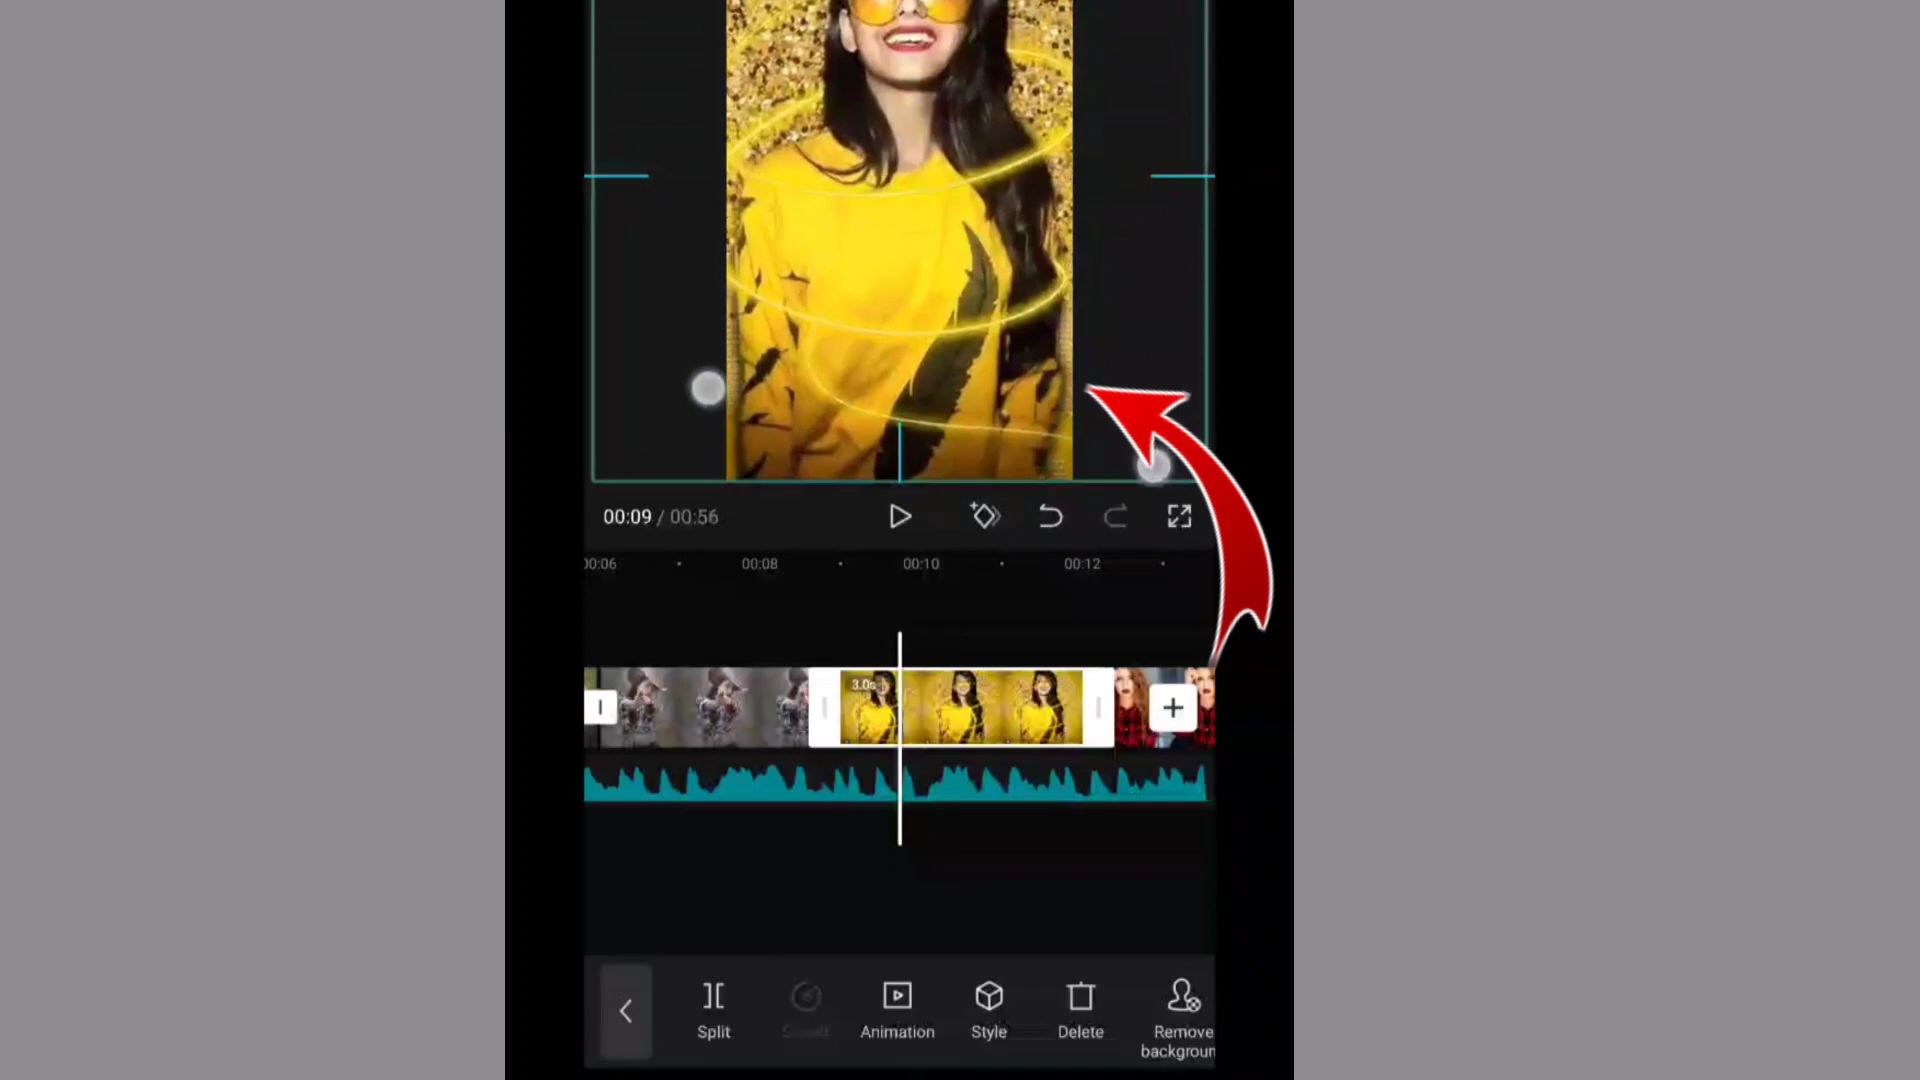 00:09 / 00:56
00:06 00:08 00:10 00:12
3.0s
Split Animation Style Delete Remove
backgroun